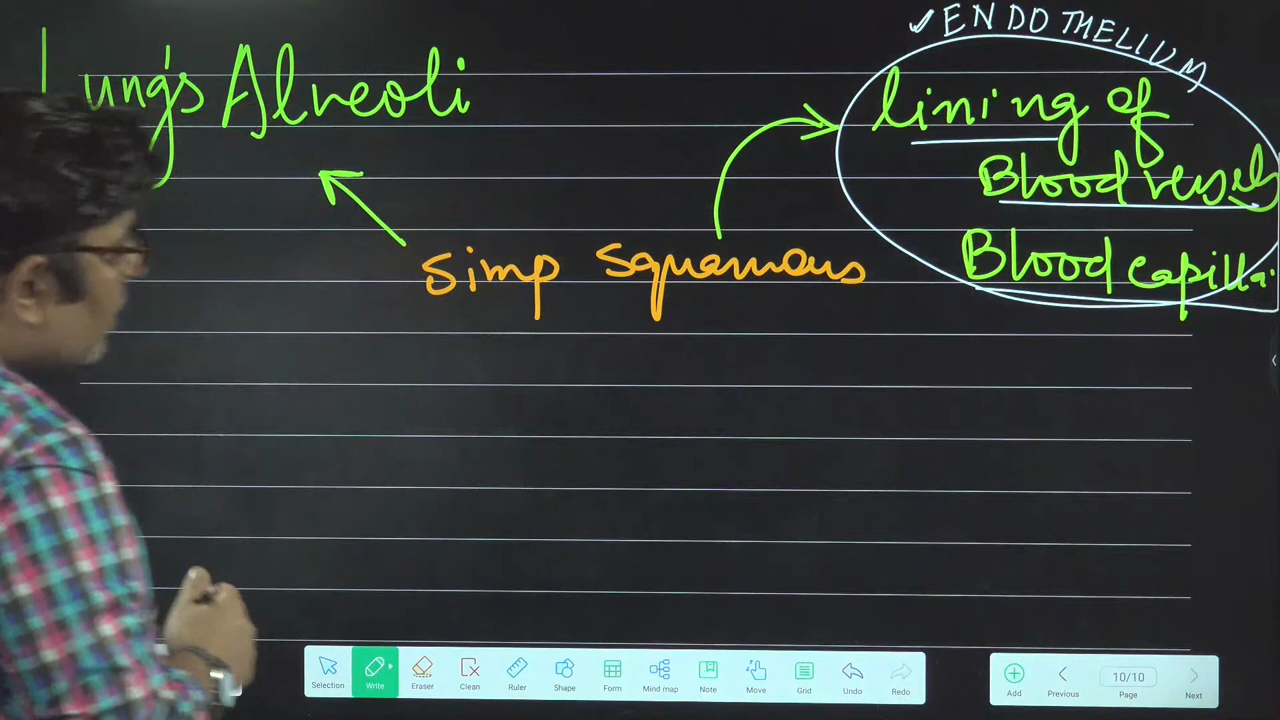 ✓ ENDOTHELIUM
Lung's Alveoli
lining of
Blood vessels
Blood capilla
Simp Squamous
Selection Write Eraser Clean Ruler Shape Form Mind map Note Move Grid Undo Redo
Add Previous 10/10 Page Next